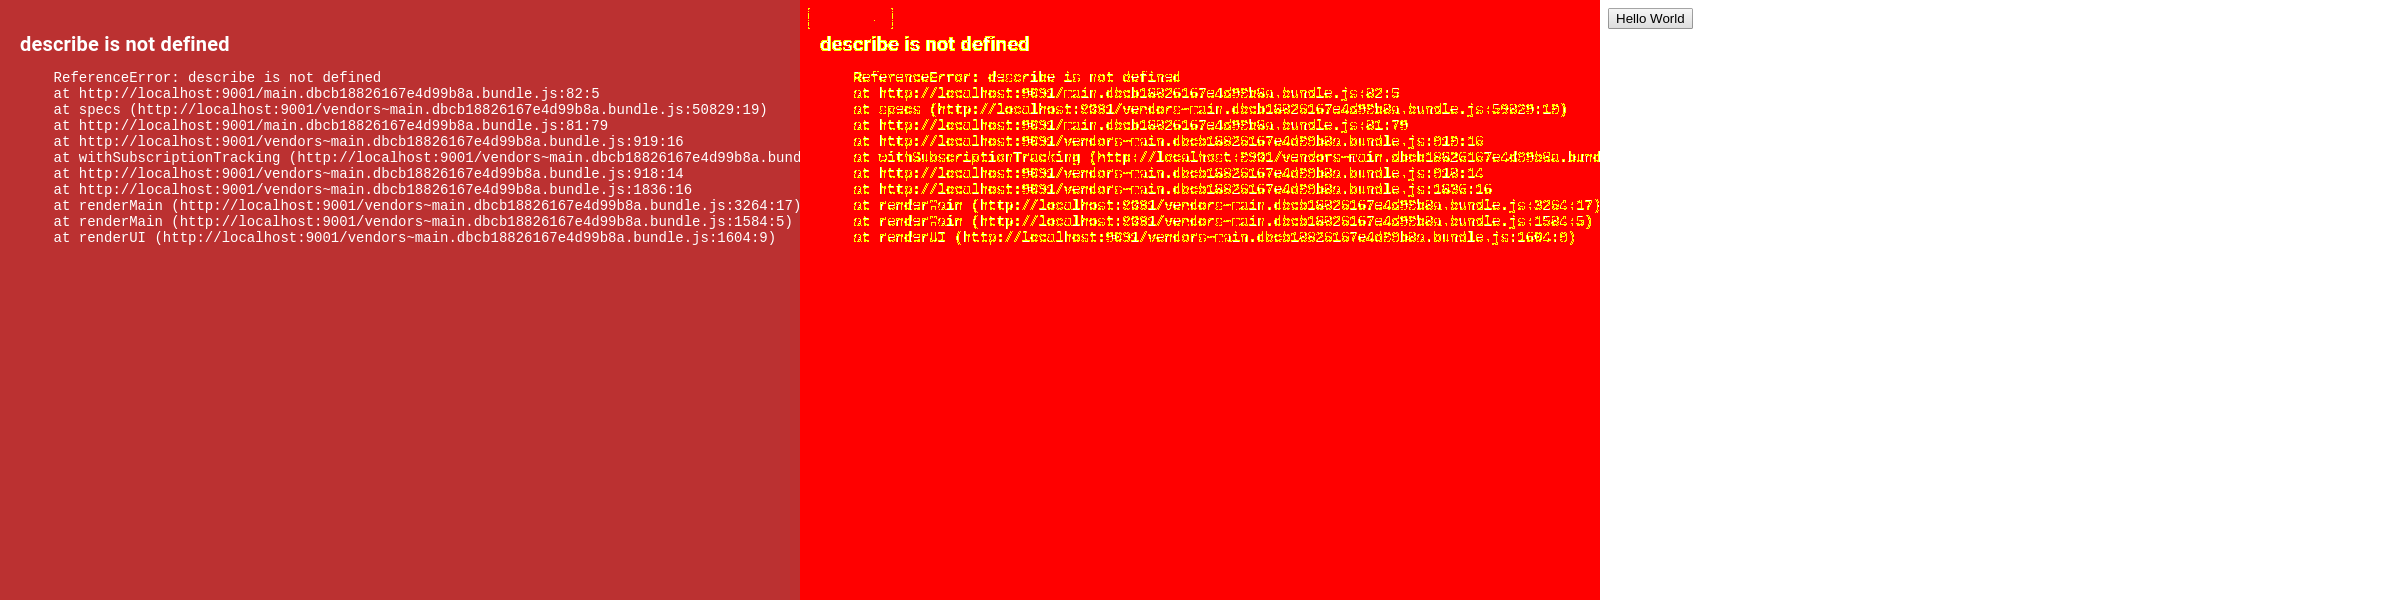 describe is not defined
ReferenceError: describe is not defined
at http://localhost:9001/main.dbcb18826167e4d99b8a.bundle.js:82:5
at specs (http://localhost:9001/vendors~main.dbcb18826167e4d99b8a.bundle.js:50829:19)
at http://localhost:9001/main.dbcb18826167e4d99b8a.bundle.js:81:79
at http://localhost:9001/vendors~main.dbcb18826167e4d99b8a.bundle.js:919:16
at withSubscriptionTracking (http://localhost:9001/vendors~main.dbcb18826167e4d99b8a.bund
at http://localhost:9001/vendors~main.dbcb18826167e4d99b8a.bundle.js:918:14
at http://localhost:9001/vendors~main.dbcb18826167e4d99b8a.bundle.js:1836:16
at renderMain (http://localhost:9001/vendors~main.dbcb18826167e4d99b8a.bundle.js:3264:17)
at renderMain (http://localhost:9001/vendors~main.dbcb18826167e4d99b8a.bundle.js:1584:5)
at renderUI (http://localhost:9001/vendors~main.dbcb18826167e4d99b8a.bundle.js:1604:9)
describe is not defined
ReferenceError: describe is not defined
at http://localhost:9001/main.dbcb18826167e4d99b8a.bundle.js:82:5
at specs (http://localhost:9001/vendors~main.dbcb18826167e4d99b8a.bundle.js:50829:19)
at http://localhost:9001/main.dbcb18826167e4d99b8a.bundle.js:81:79
at http://localhost:9001/vendors~main.dbcb18826167e4d99b8a.bundle.js:919:16
at withSubscriptionTracking (http://localhost:9001/vendors~main.dbcb18826167e4d99b8a.bund
at http://localhost:9001/vendors~main.dbcb18826167e4d99b8a.bundle.js:918:14
at http://localhost:9001/vendors~main.dbcb18826167e4d99b8a.bundle.js:1836:16
at renderMain (http://localhost:9001/vendors~main.dbcb18826167e4d99b8a.bundle.js:3264:17)
at renderMain (http://localhost:9001/vendors~main.dbcb18826167e4d99b8a.bundle.js:1584:5)
at renderUI (http://localhost:9001/vendors~main.dbcb18826167e4d99b8a.bundle.js:1604:9)
Hello World